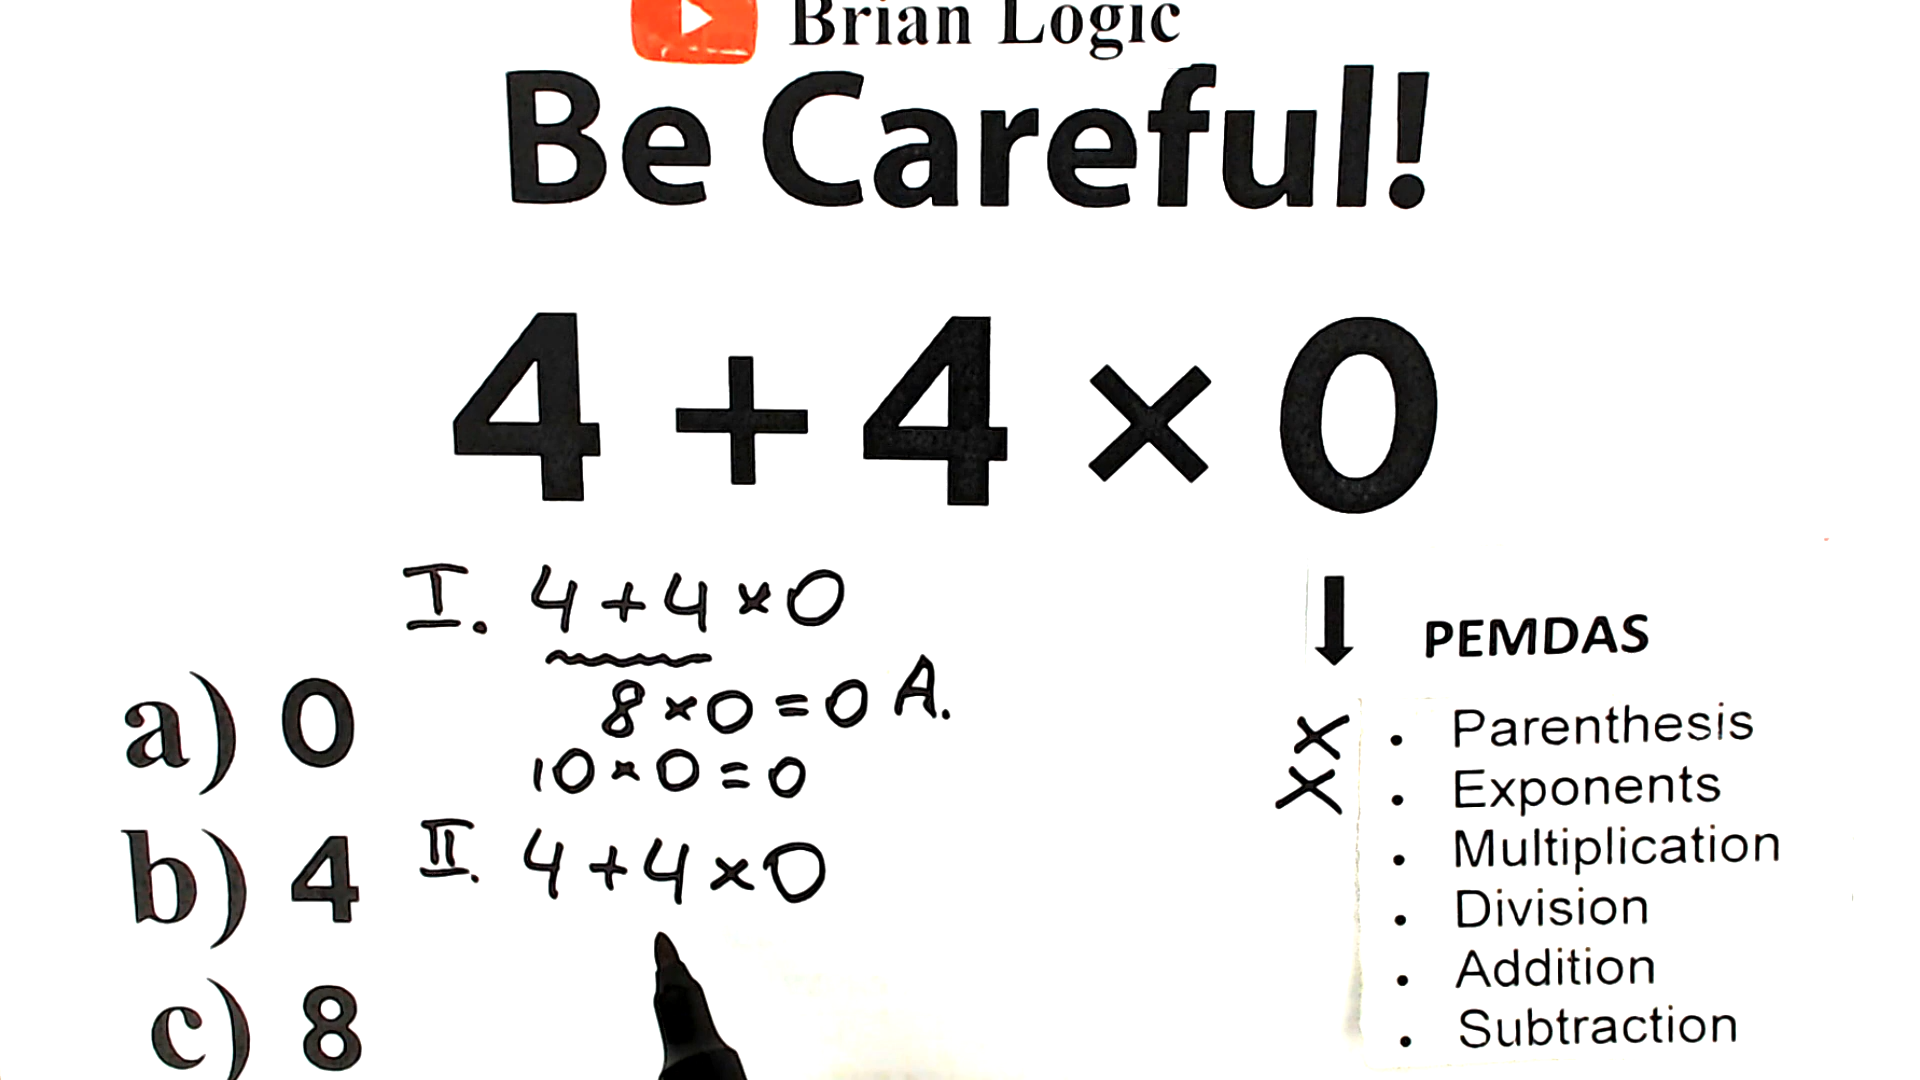 Brian Logic
Be Careful!
4 + 4 × 0
I. 4 + 4 × 0
8 × 0 = 0 A.
10 × 0 = 0
II. 4 + 4 × 0
a) 0
b) 4
c) 8
PEMDAS
X • Parenthesis
X • Exponents
• Multiplication
• Division
• Addition
• Subtraction